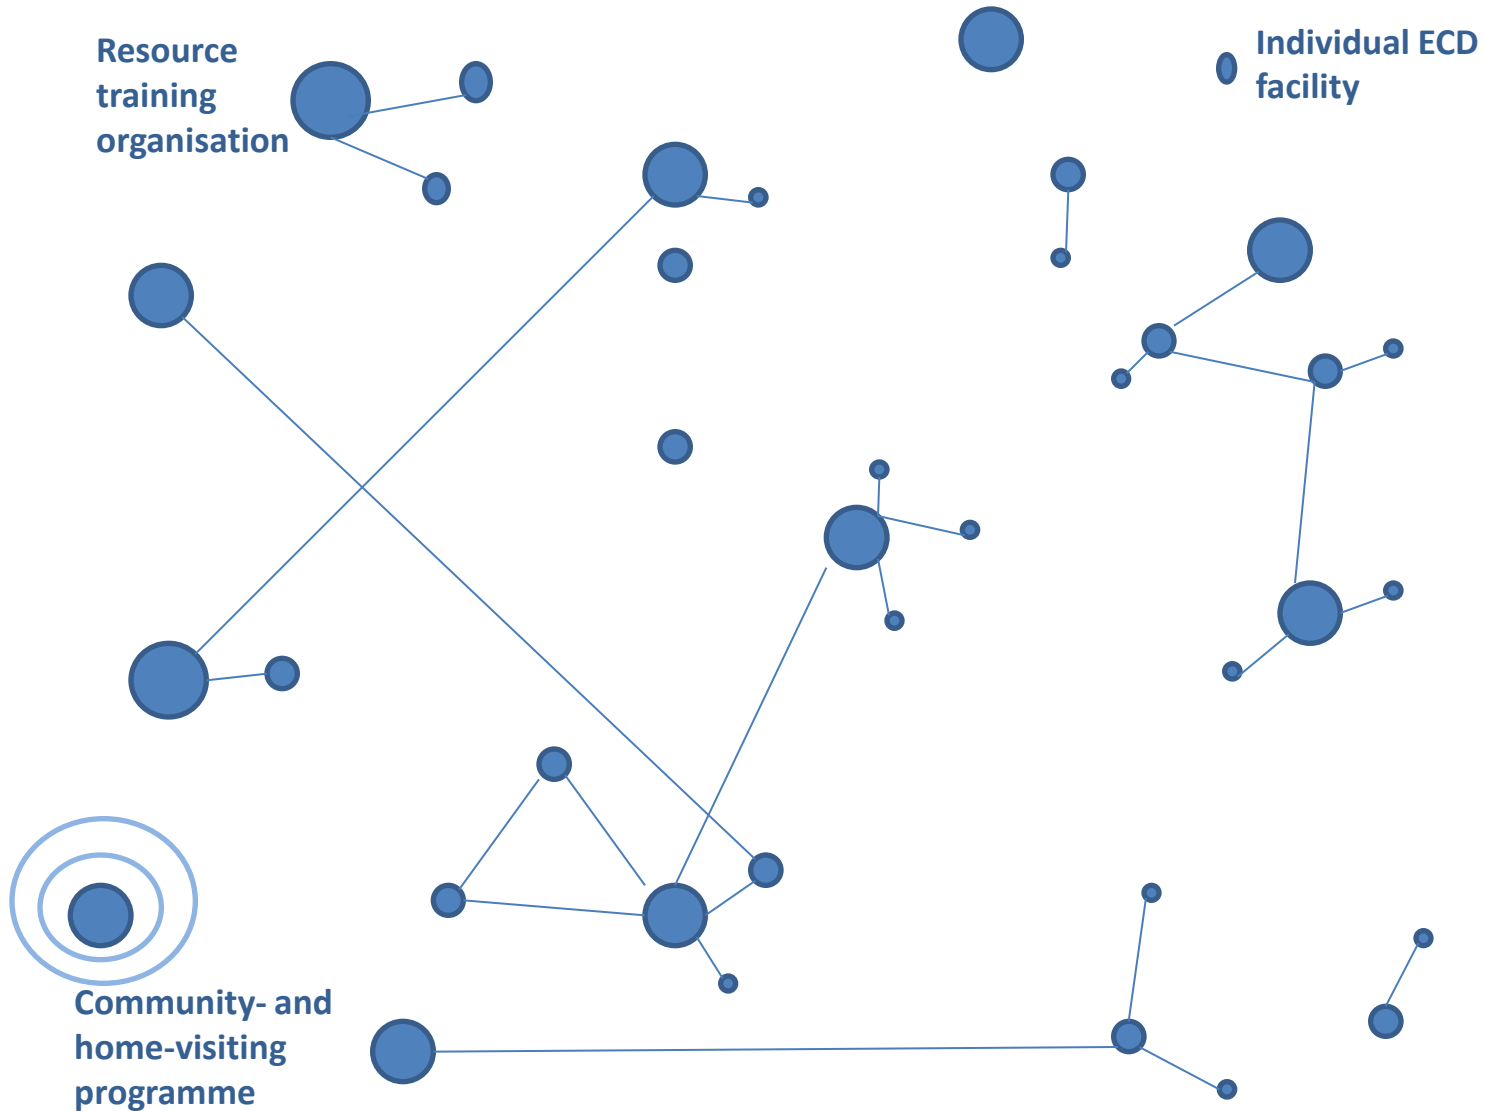 Resource
training
organisation
Individual ECD
facility
Community- and
home-visiting
programme